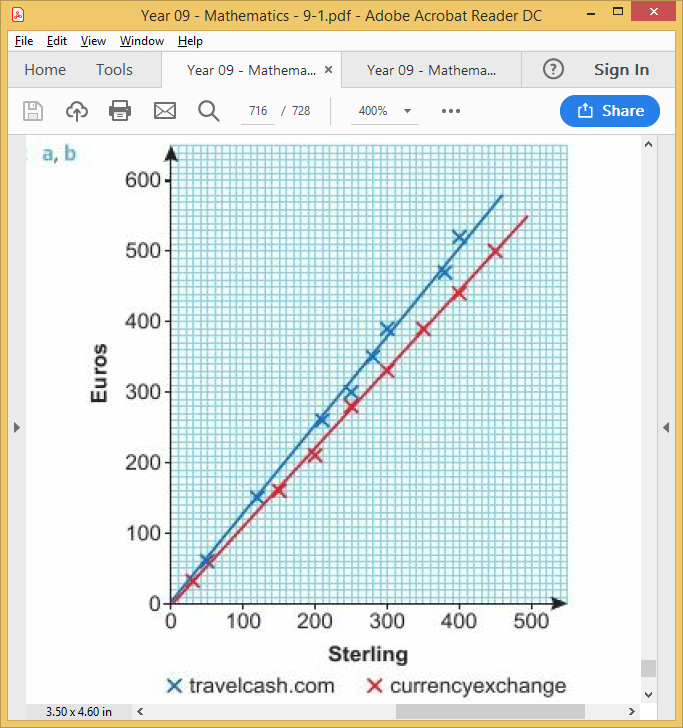 Year 09 - Mathematics - 9-1.pdf - Adobe Acrobat Reader DC
File Edit View Window Help
Home Tools Year 09 - Mathema... × Year 09 - Mathema... ? Sign In
716 / 728 400% Share
a, b
600
500
400
300
200
100
0
Euros
0 100 200 300 400 500
Sterling
travelcash.com currencyexchange
3.50 x 4.60 in